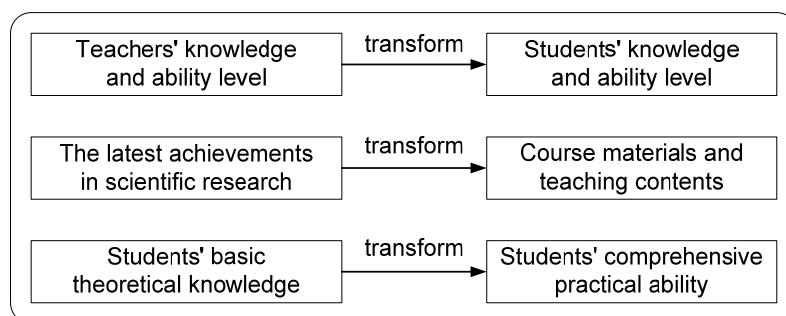 Teachers' knowledge
and ability level
transform
Students' knowledge
and ability level
The latest achievements
in scientific research
transform
Course materials and
teaching contents
Students' basic
theoretical knowledge
transform
Students' comprehensive
practical ability